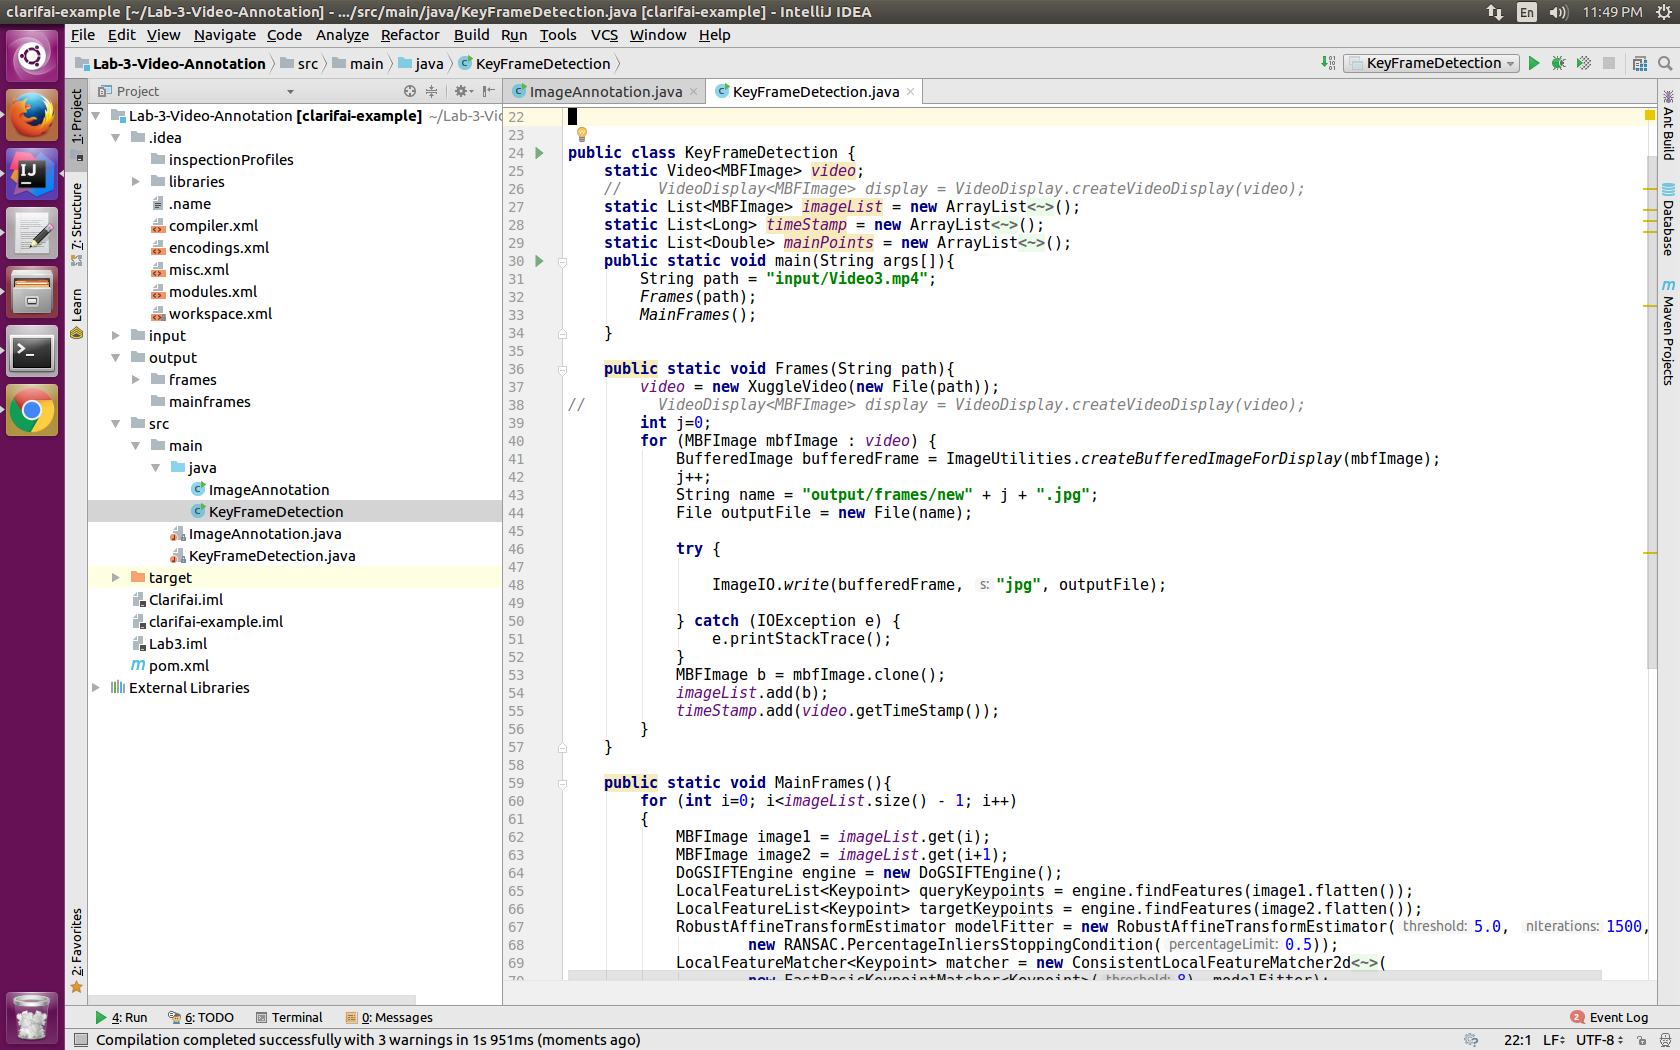 clarifai-example [~/Lab-3-Video-Annotation] - .../src/main/java/KeyFrameDetection.java [clarifai-example] - IntelliJ IDEA
En 11:49 PM
File Edit View Navigate Code Analyze Refactor Build Run Tools VCS Window Help
Lab-3-Video-Annotation src main java KeyFrameDetection
KeyFrameDetection
Project
ImageAnnotation.java × KeyFrameDetection.java ×
1: Project
7: Structure
Learn
2: Favorites
Lab-3-Video-Annotation [clarifai-example] ~/Lab-3-Vid
.idea
inspectionProfiles
libraries
.name
compiler.xml
encodings.xml
misc.xml
modules.xml
workspace.xml
input
output
frames
mainframes
src
main
java
ImageAnnotation
KeyFrameDetection
ImageAnnotation.java
KeyFrameDetection.java
target
Clarifai.iml
clarifai-example.iml
Lab3.iml
pom.xml
External Libraries
22
23
24 public class KeyFrameDetection {
25 static Video<MBFImage> video;
26 // VideoDisplay<MBFImage> display = VideoDisplay.createVideoDisplay(video);
27 static List<MBFImage> imageList = new ArrayList<~>();
28 static List<Long> timeStamp = new ArrayList<~>();
29 static List<Double> mainPoints = new ArrayList<~>();
30 public static void main(String args[]){
31 String path = "input/Video3.mp4";
32 Frames(path);
33 MainFrames();
34 }
35
36 public static void Frames(String path){
37 video = new XuggleVideo(new File(path));
38 // VideoDisplay<MBFImage> display = VideoDisplay.createVideoDisplay(video);
39 int j=0;
40 for (MBFImage mbfImage : video) {
41 BufferedImage bufferedFrame = ImageUtilities.createBufferedImageForDisplay(mbfImage);
42 j++;
43 String name = "output/frames/new" + j + ".jpg";
44 File outputFile = new File(name);
45
46 try {
47
48 ImageIO.write(bufferedFrame, s: "jpg", outputFile);
49
50 } catch (IOException e) {
51 e.printStackTrace();
52 }
53 MBFImage b = mbfImage.clone();
54 imageList.add(b);
55 timeStamp.add(video.getTimeStamp());
56 }
57 }
58
59 public static void MainFrames(){
60 for (int i=0; i<imageList.size() - 1; i++)
61 {
62 MBFImage image1 = imageList.get(i);
63 MBFImage image2 = imageList.get(i+1);
64 DoGSIFTEngine engine = new DoGSIFTEngine();
65 LocalFeatureList<Keypoint> queryKeypoints = engine.findFeatures(image1.flatten());
66 LocalFeatureList<Keypoint> targetKeypoints = engine.findFeatures(image2.flatten());
67 RobustAffineTransformEstimator modelFitter = new RobustAffineTransformEstimator( threshold: 5.0, nIterations: 1500,
68 new RANSAC.PercentageInliersStoppingCondition( percentageLimit: 0.5));
69 LocalFeatureMatcher<Keypoint> matcher = new ConsistentLocalFeatureMatcher2d<~>(
70 new FastBasicKeypointMatcher<Keypoint>( threshold: 8), modelFitter);
Ant Build
Database
m Maven Projects
4: Run 6: TODO Terminal 0: Messages
2 Event Log
Compilation completed successfully with 3 warnings in 1s 951ms (moments ago)
22:1 LF÷ UTF-8÷